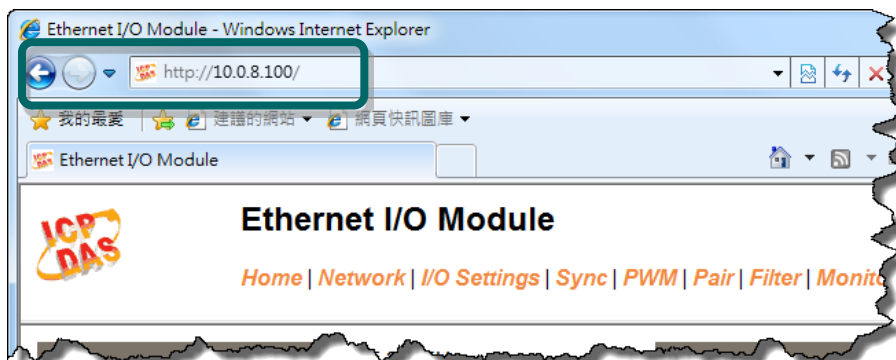 Ethernet I/O Module - Windows Internet Explorer
http://10.0.8.100/
我的最愛 建議的網站 網頁快訊圖庫
Ethernet I/O Module
ICP DAS
Ethernet I/O Module
Home | Network | I/O Settings | Sync | PWM | Pair | Filter |